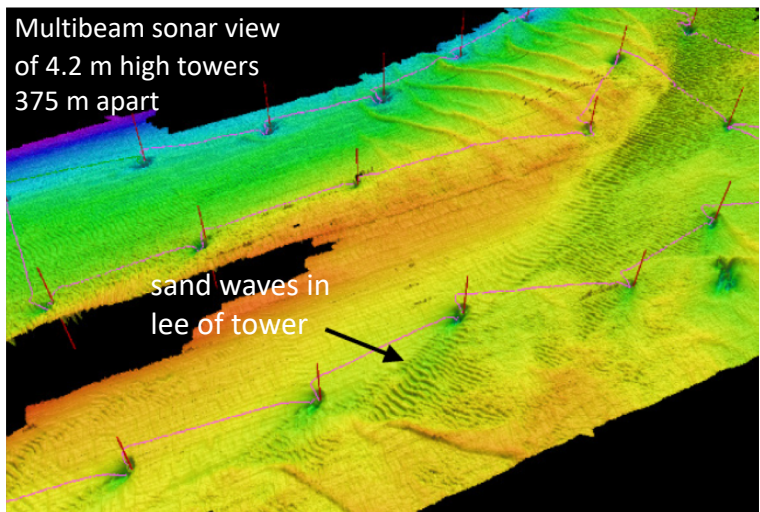 Multibeam sonar view
of 4.2 m high towers
375 m apart
sand waves in
lee of tower